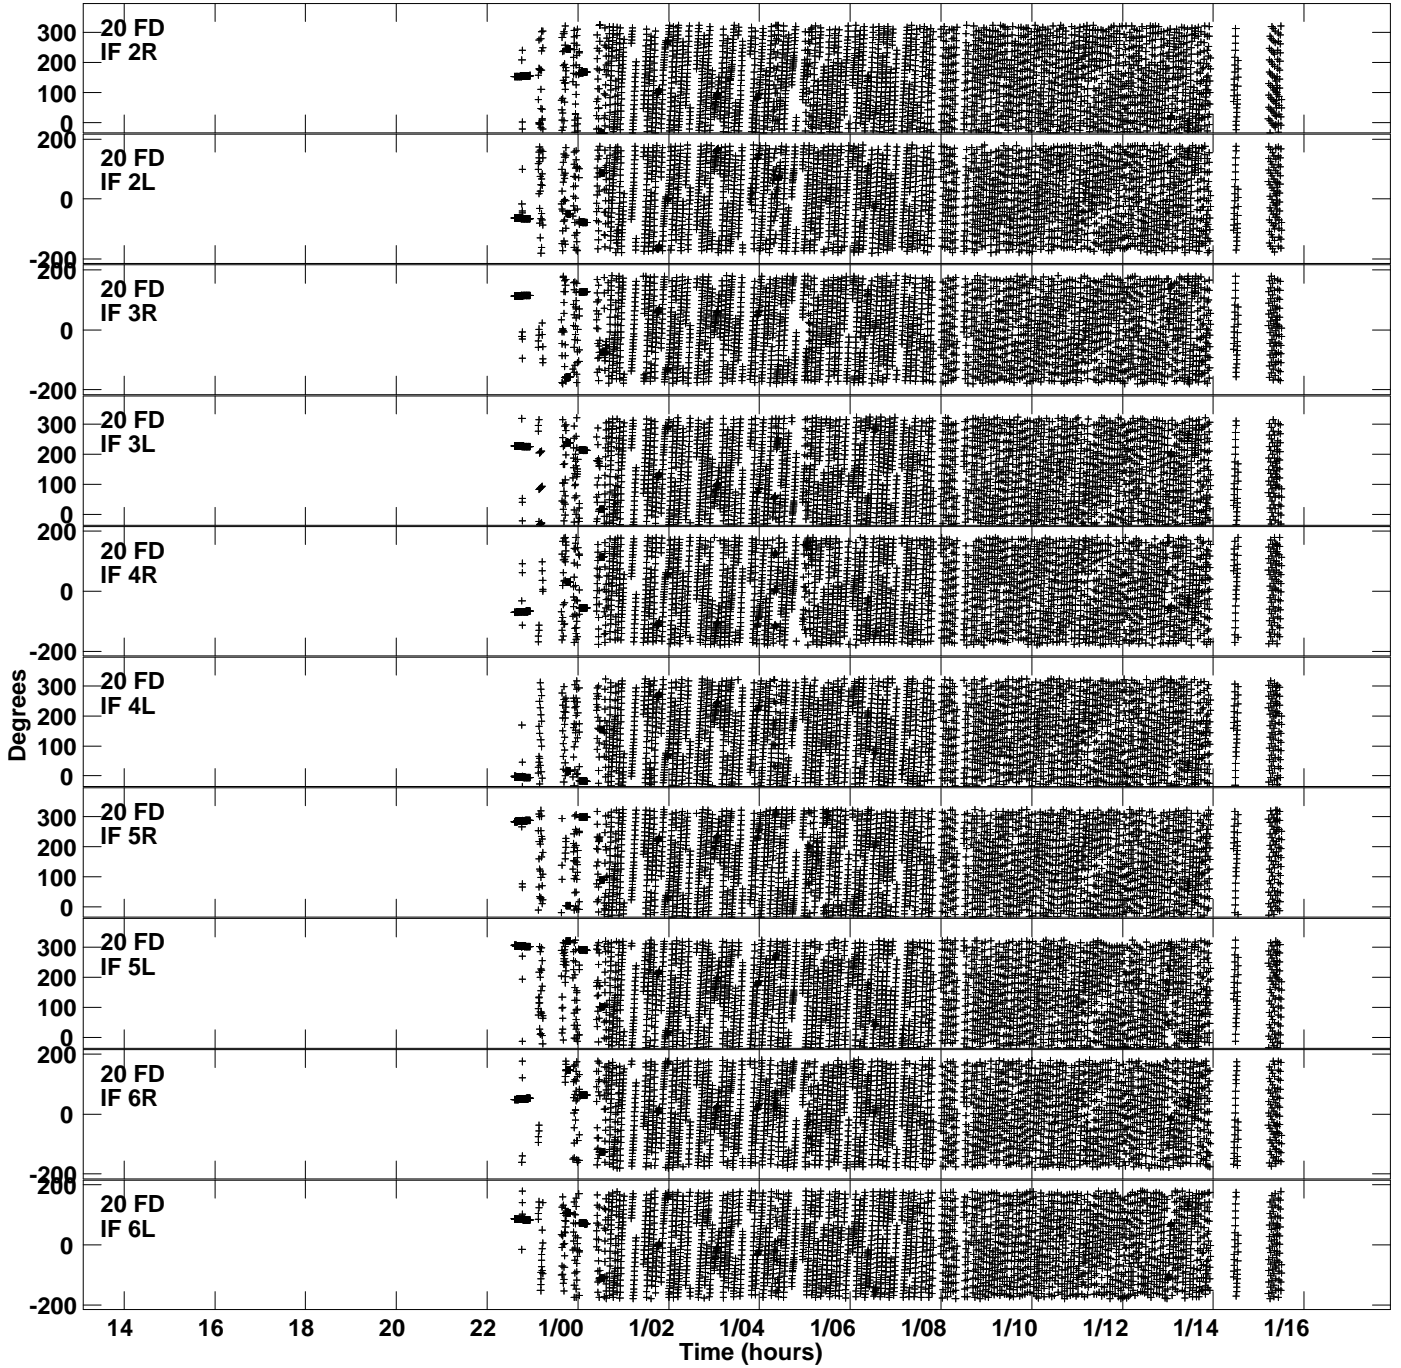 20 FD
IF 2R
300
200
100
0
20 FD
IF 2L
200
0
-200
20 FD
IF 3R
200
0
-200
20 FD
IF 3L
300
200
100
0
20 FD
IF 4R
200
0
-200
20 FD
IF 4L
300
200
100
0
20 FD
IF 5R
300
200
100
0
20 FD
IF 5L
300
200
100
0
20 FD
IF 6R
200
0
-200
20 FD
IF 6L
200
0
-200
Degrees
14 16 18 20 22 1/00 1/02 1/04 1/06 1/08 1/10 1/12 1/14 1/16
Time (hours)